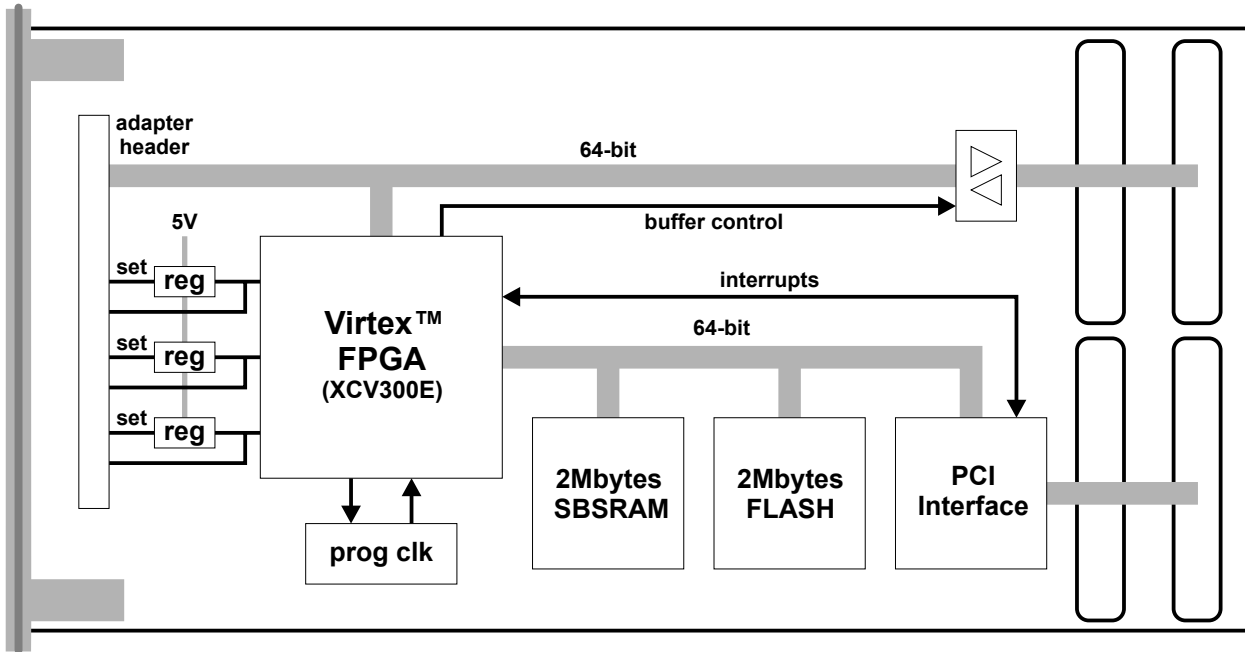 adapter
header
64-bit
5V
buffer control
set
reg
interrupts
Virtex™
FPGA
(XCV300E)
64-bit
set
reg
set
reg
2Mbytes
SBSRAM
2Mbytes
FLASH
PCI
Interface
prog clk